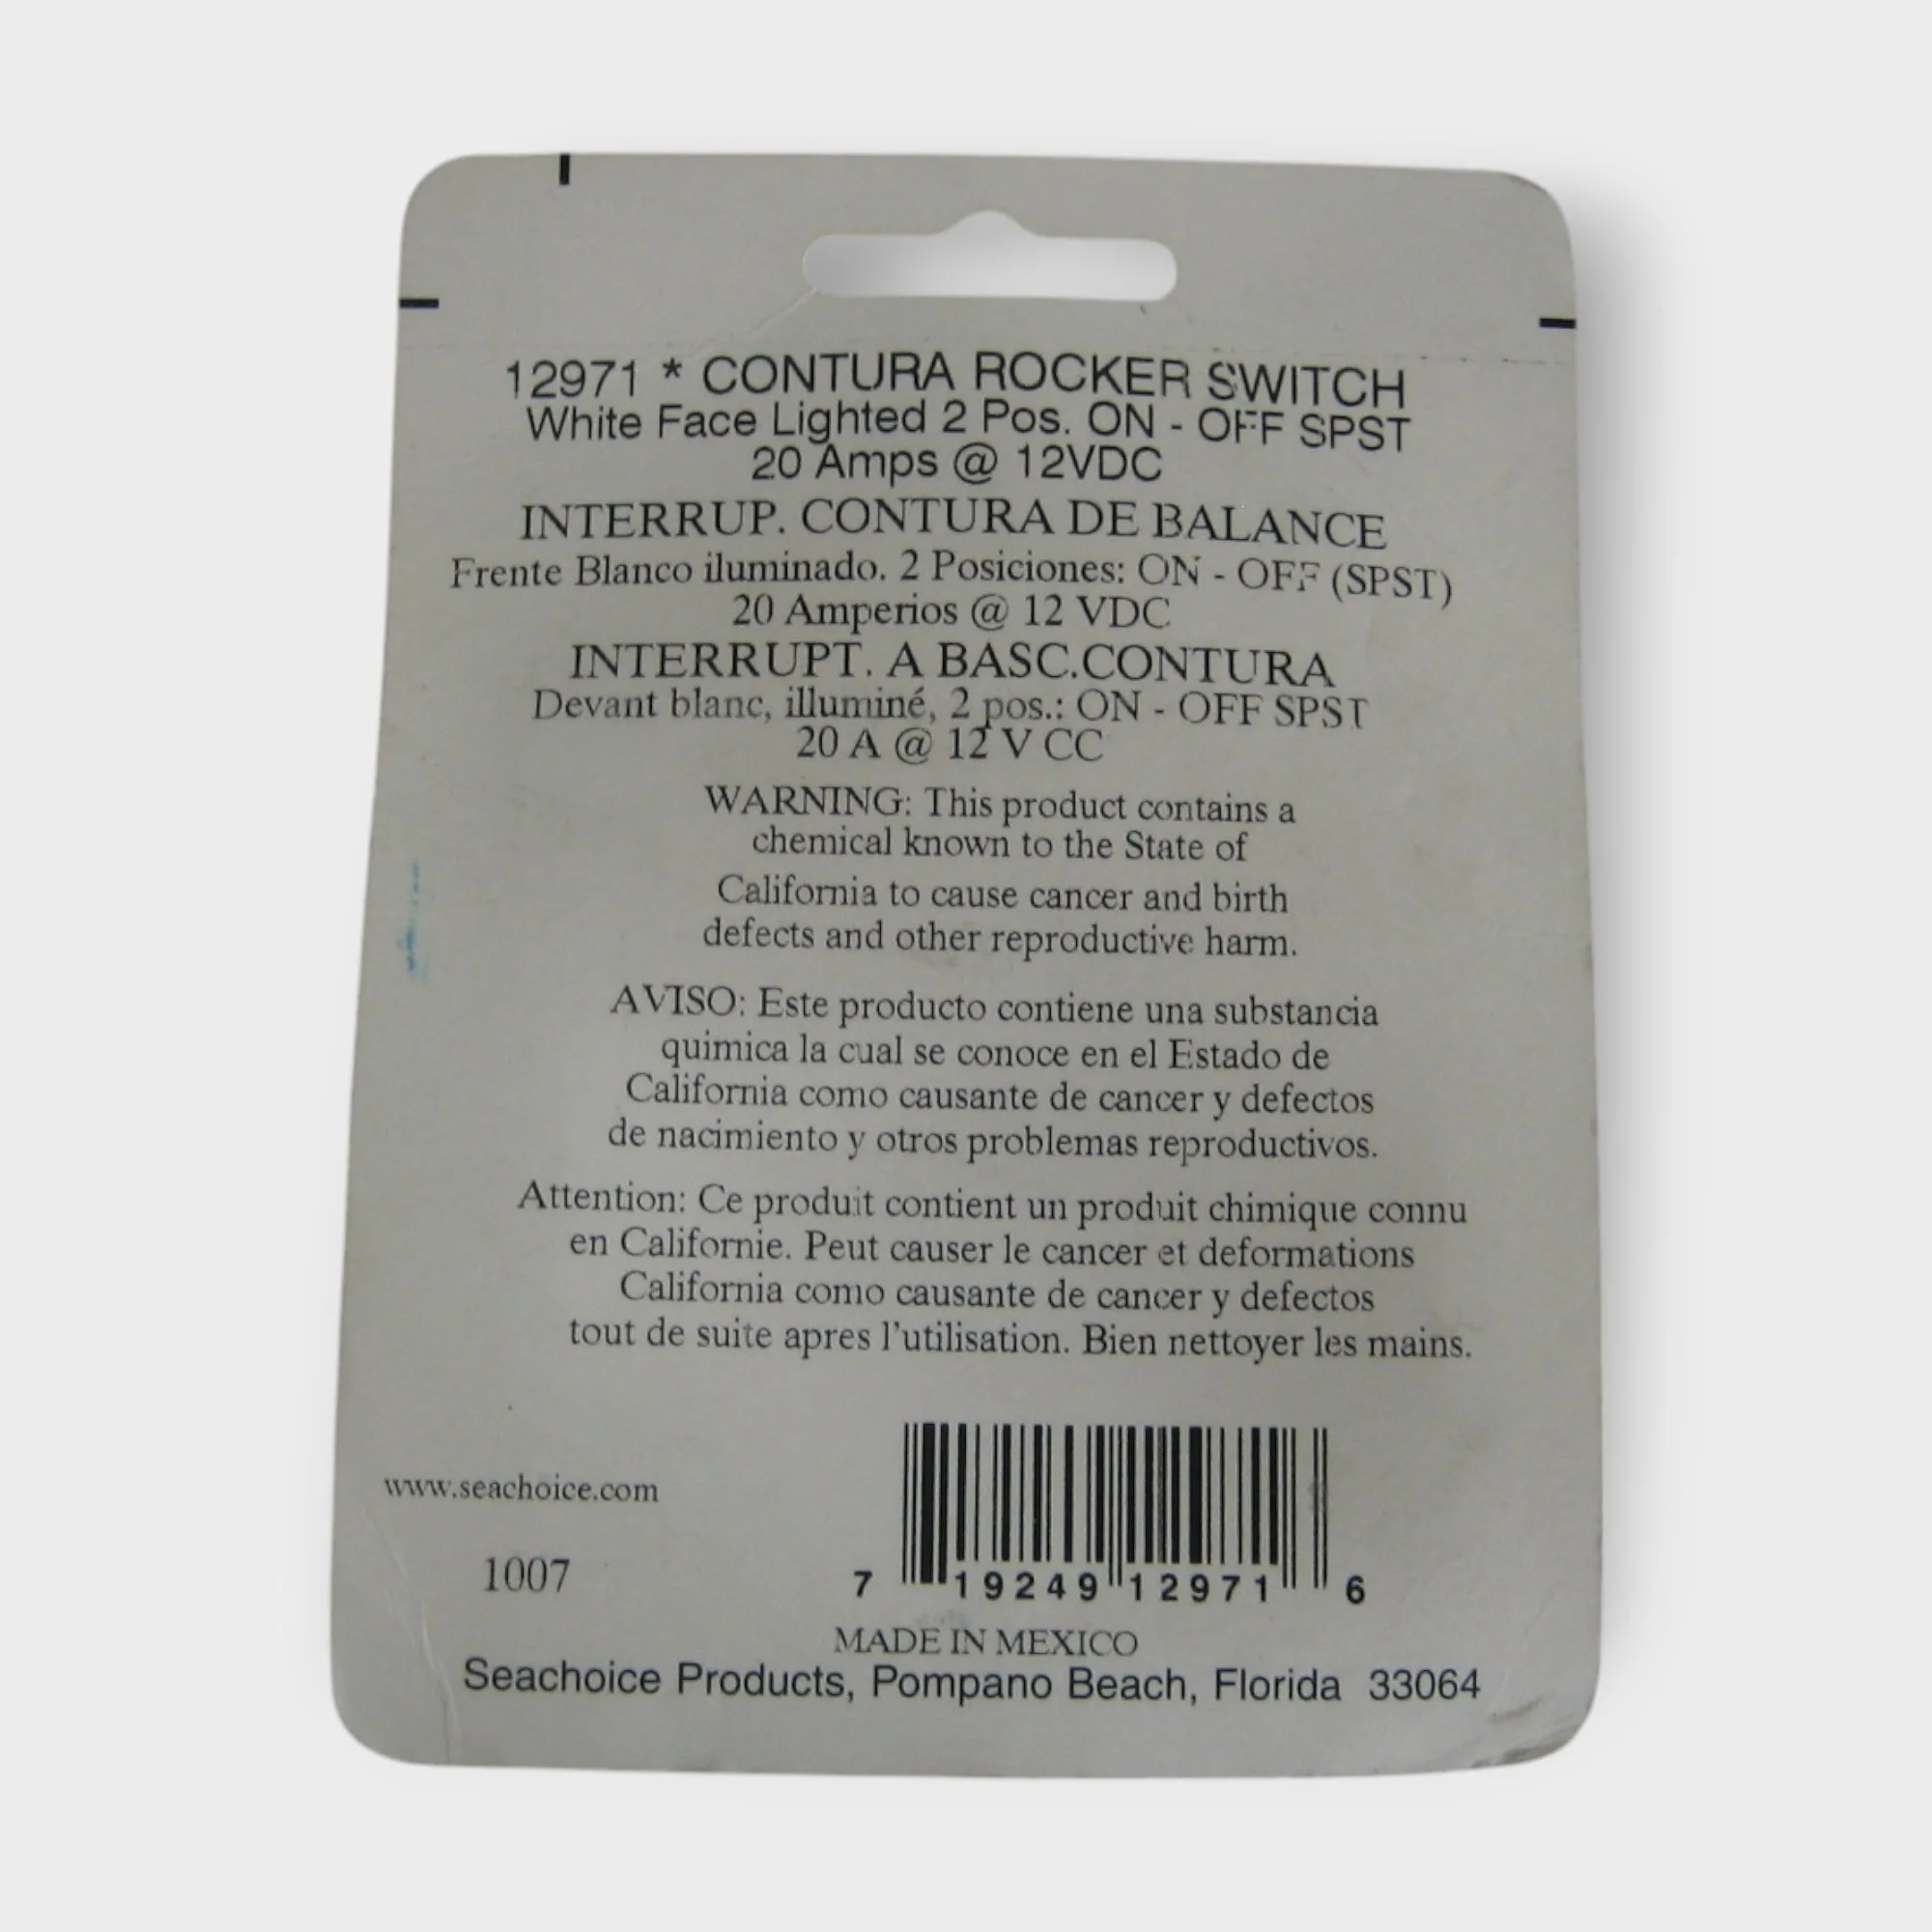 12971 * CONTURA ROCKER SWITCH
White Face Lighted 2 Pos. ON - OFF SPST
20 Amps @ 12VDC
INTERRUP. CONTURA DE BALANCE
Frente Blanco iluminado. 2 Posiciones: ON - OFF (SPST)
20 Amperios @ 12 VDC
INTERRUPT. A BASC.CONTURA
Devant blanc, illuminé, 2 pos.: ON - OFF SPST
20 A @ 12 V CC
WARNING: This product contains a
chemical known to the State of
California to cause cancer and birth
defects and other reproductive harm.
AVISO: Este producto contiene una substancia
quimica la cual se conoce en el Estado de
California como causante de cancer y defectos
de nacimiento y otros problemas reproductivos.
Attention: Ce produit contient un produit chimique connu
en Californie. Peut causer le cancer et deformations
California como causante de cancer y defectos
tout de suite apres l'utilisation. Bien nettoyer les mains.
www.seachoice.com
1007
7 19249 12971 6
MADE IN MEXICO
Seachoice Products, Pompano Beach, Florida 33064